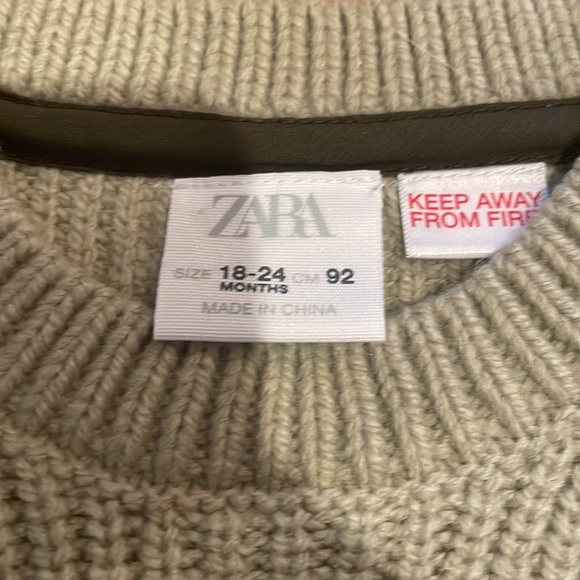 ZARA
SIZE 18-24 CM 92
MONTHS
MADE IN CHINA
KEEP AWAY
FROM FIRE